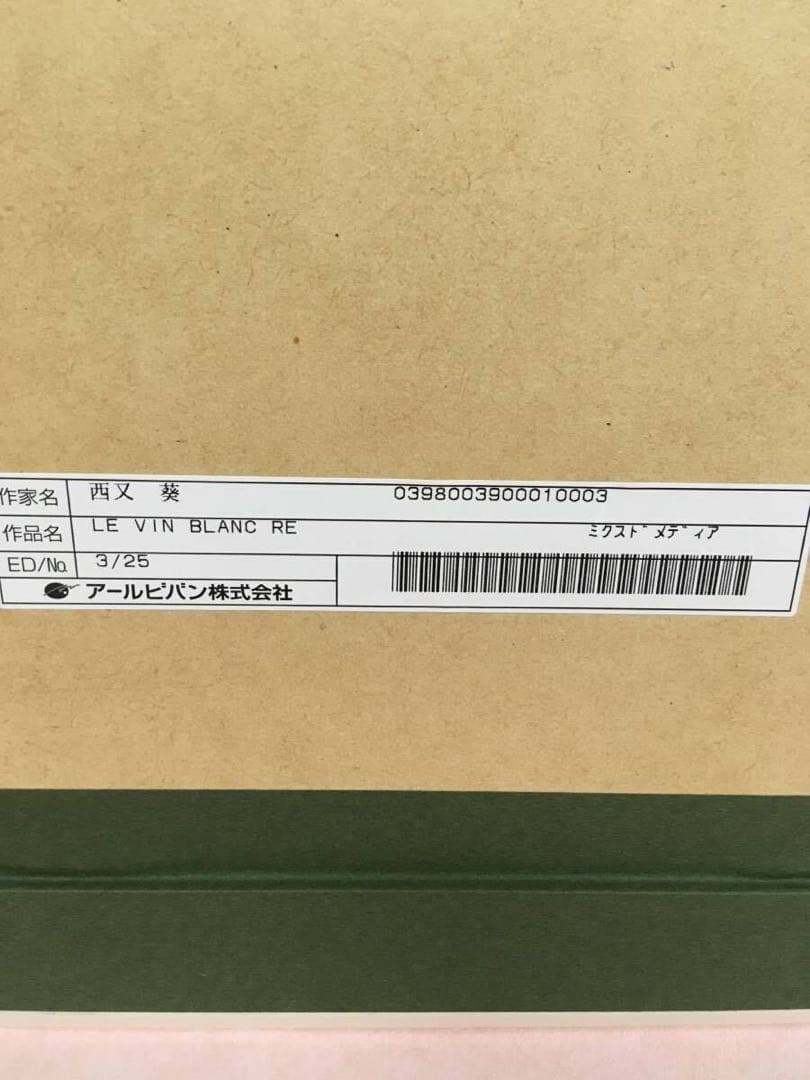 作家名 西又 葵 0398003900010003
作品名 LE VIN BLANC RE ミクストﾞメディア
ED/No. 3/25
アールビバン株式会社